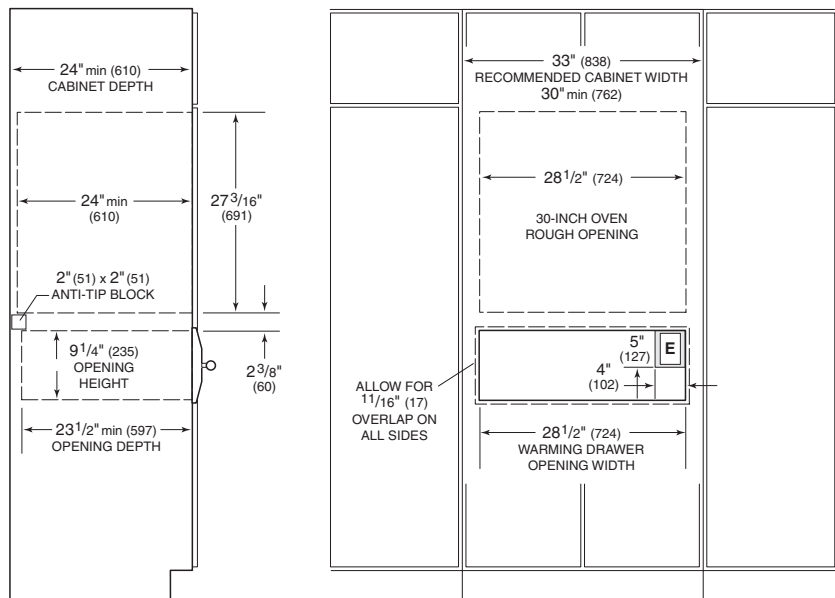 24" min (610)
CABINET DEPTH
24" min
(610)
27 3/16"
(691)
2" (51) x 2" (51)
ANTI-TIP BLOCK
9 1/4" (235)
OPENING
HEIGHT
2 3/8"
(60)
23 1/2" min (597)
OPENING DEPTH
33" (838)
RECOMMENDED CABINET WIDTH
30" min (762)
28 1/2" (724)
30-INCH OVEN
ROUGH OPENING
5"
(127)
E
4"
(102)
ALLOW FOR
11/16" (17)
OVERLAP ON
ALL SIDES
28 1/2" (724)
WARMING DRAWER
OPENING WIDTH